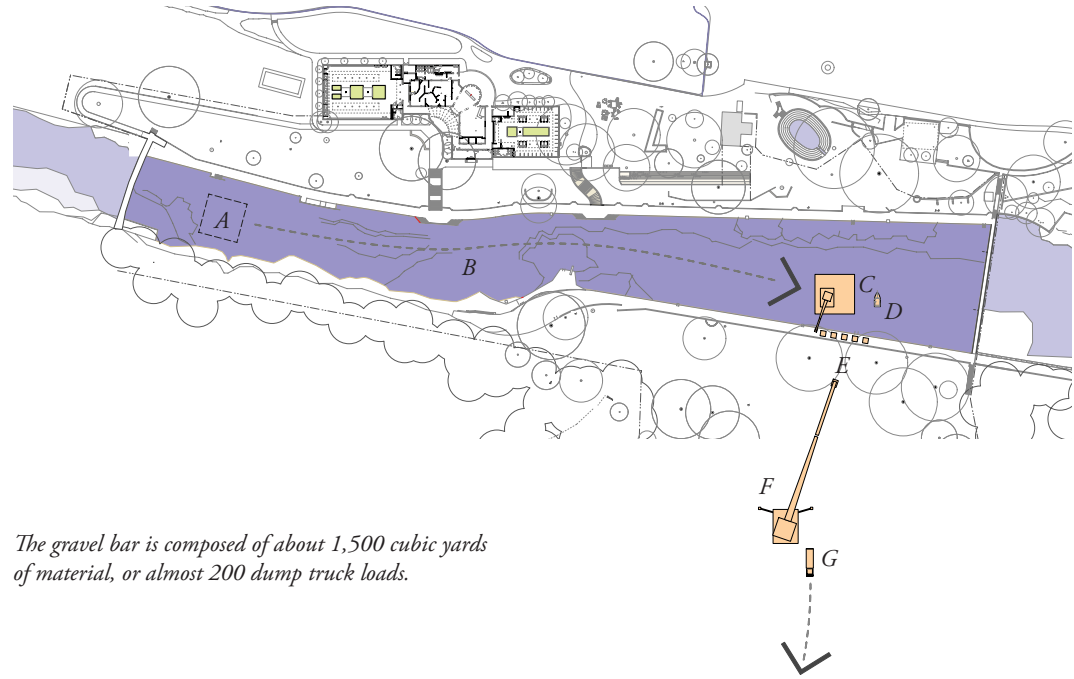 A
B
C
D
E
F
G
The gravel bar is composed of about 1,500 cubic yards
of material, or almost 200 dump truck loads.